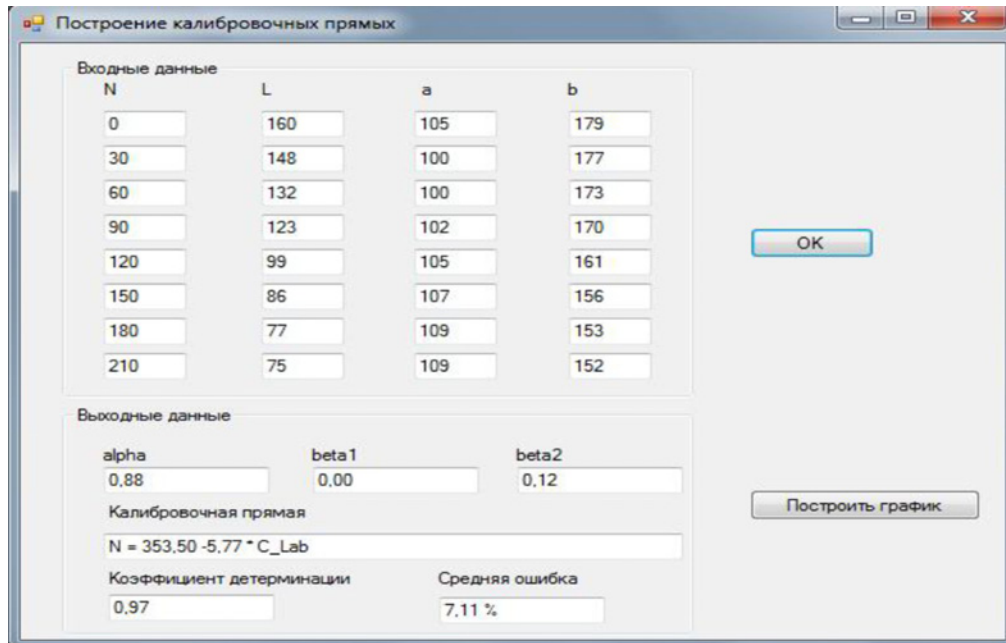 Построение калибровочных прямых
Входные данные
N L a b
0 160 105 179
30 148 100 177
60 132 100 173
90 123 102 170
120 99 105 161
150 86 107 156
180 77 109 153
210 75 109 152
OK
Выходные данные
alpha beta1 beta2
0,88 0,00 0,12
Калибровочная прямая
N = 353,50 -5,77 * C_Lab
Коэффициент детерминации Средняя ошибка
0,97 7,11 %
Построить график